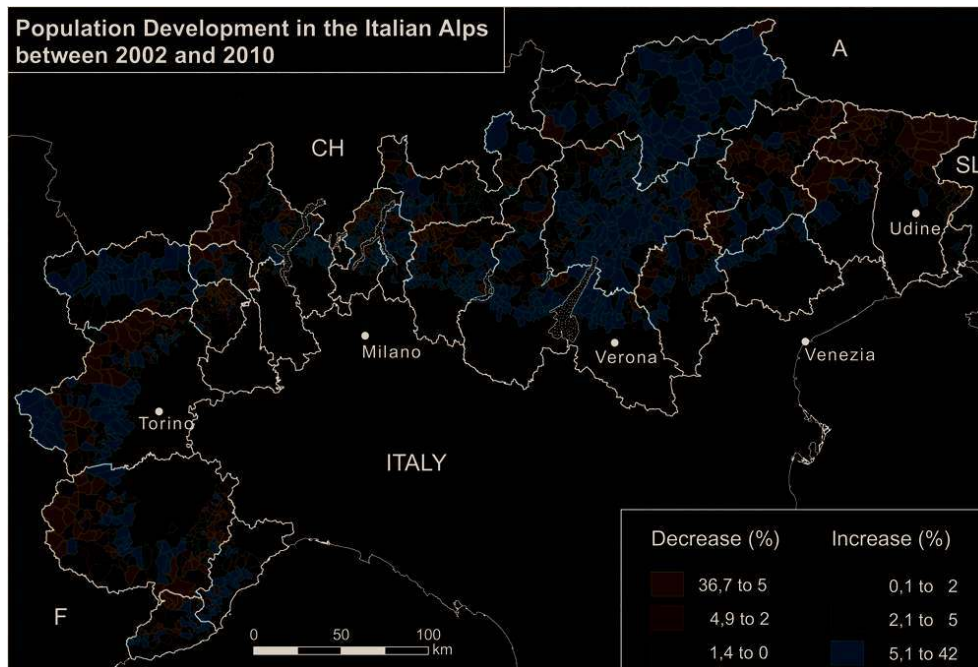 Population Development in the Italian Alps
between 2002 and 2010
A
CH
SL
Udine
Milano
Verona
Venezia
Torino
ITALY
F
0 50 100
km
Decrease (%)
36,7 to 5
4,9 to 2
1,4 to 0
Increase (%)
0,1 to 2
2,1 to 5
5,1 to 42